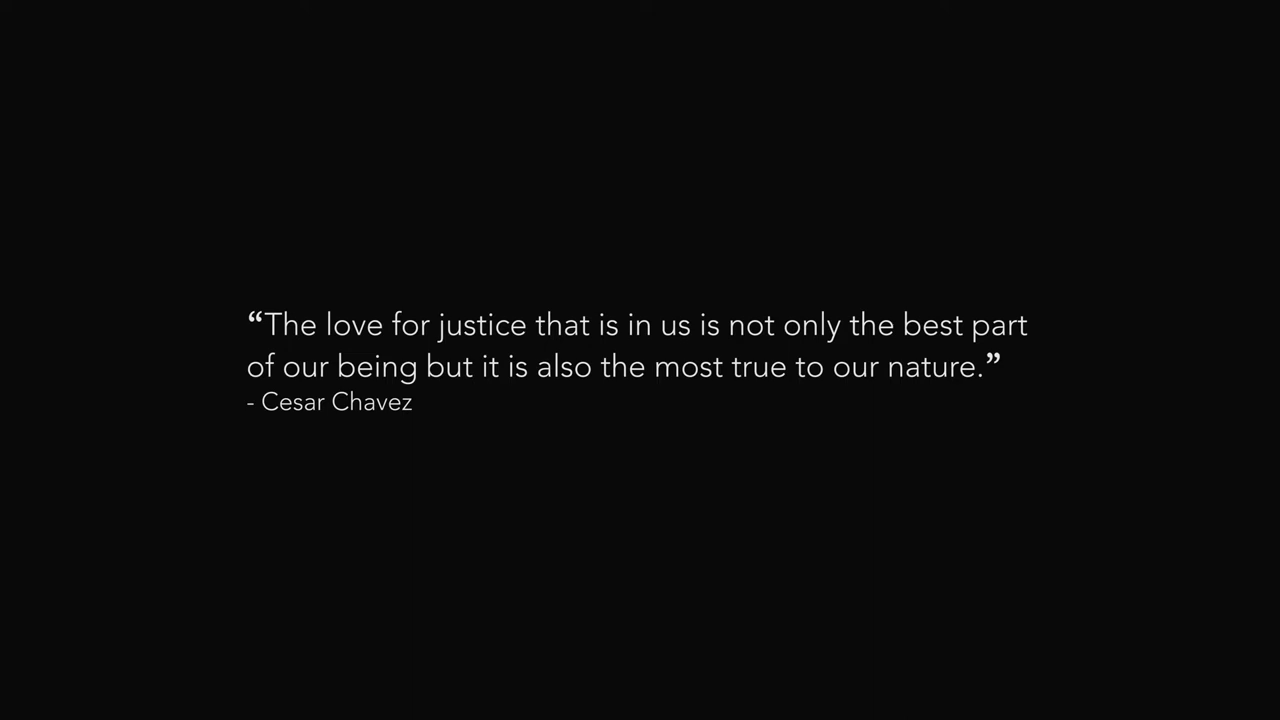 “The love for justice that is in us is not only the best part
of our being but it is also the most true to our nature.”
- Cesar Chavez